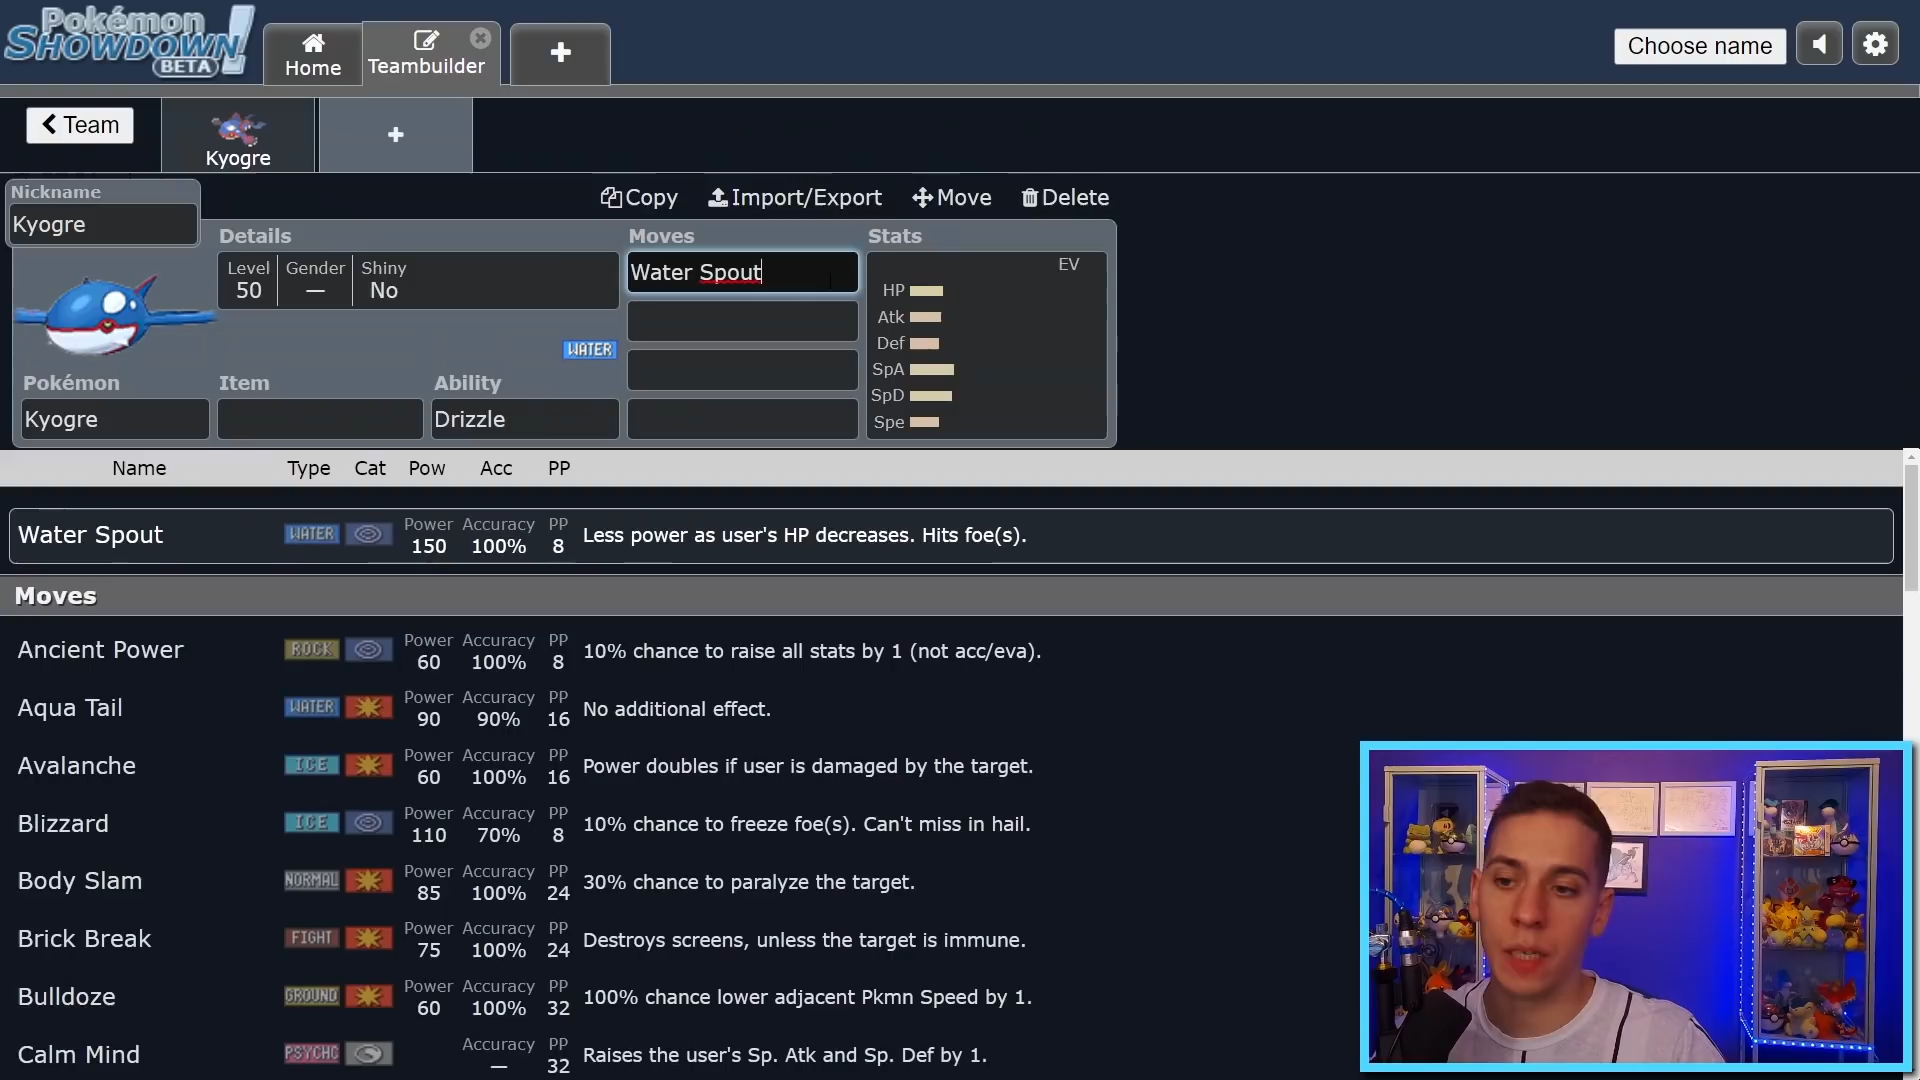 Pokémon
SHOWDOWN!
BETA
Home
Teambuilder
+
Choose name
Team
Kyogre
+
Nickname
Kyogre
Copy
Import/Export
Move
Delete
Details
Moves
Stats
Level
Gender
Shiny
50
—
No
Water Spout
EV
HP
Atk
Def
SpA
SpD
Spe
WATER
Pokémon
Item
Ability
Kyogre
Drizzle
Name Type Cat Pow Acc PP
Water Spout WATER Power 150 Accuracy 100% PP 8 Less power as user's HP decreases. Hits foe(s).
Moves
Ancient Power ROCK Power 60 Accuracy 100% PP 8 10% chance to raise all stats by 1 (not acc/eva).
Aqua Tail WATER Power 90 Accuracy 90% PP 16 No additional effect.
Avalanche ICE Power 60 Accuracy 100% PP 16 Power doubles if user is damaged by the target.
Blizzard ICE Power 110 Accuracy 70% PP 8 10% chance to freeze foe(s). Can't miss in hail.
Body Slam NORMAL Power 85 Accuracy 100% PP 24 30% chance to paralyze the target.
Brick Break FIGHT Power 75 Accuracy 100% PP 24 Destroys screens, unless the target is immune.
Bulldoze GROUND Power 60 Accuracy 100% PP 32 100% chance lower adjacent Pkmn Speed by 1.
Calm Mind PSYCHC Accuracy — PP 32 Raises the user's Sp. Atk and Sp. Def by 1.